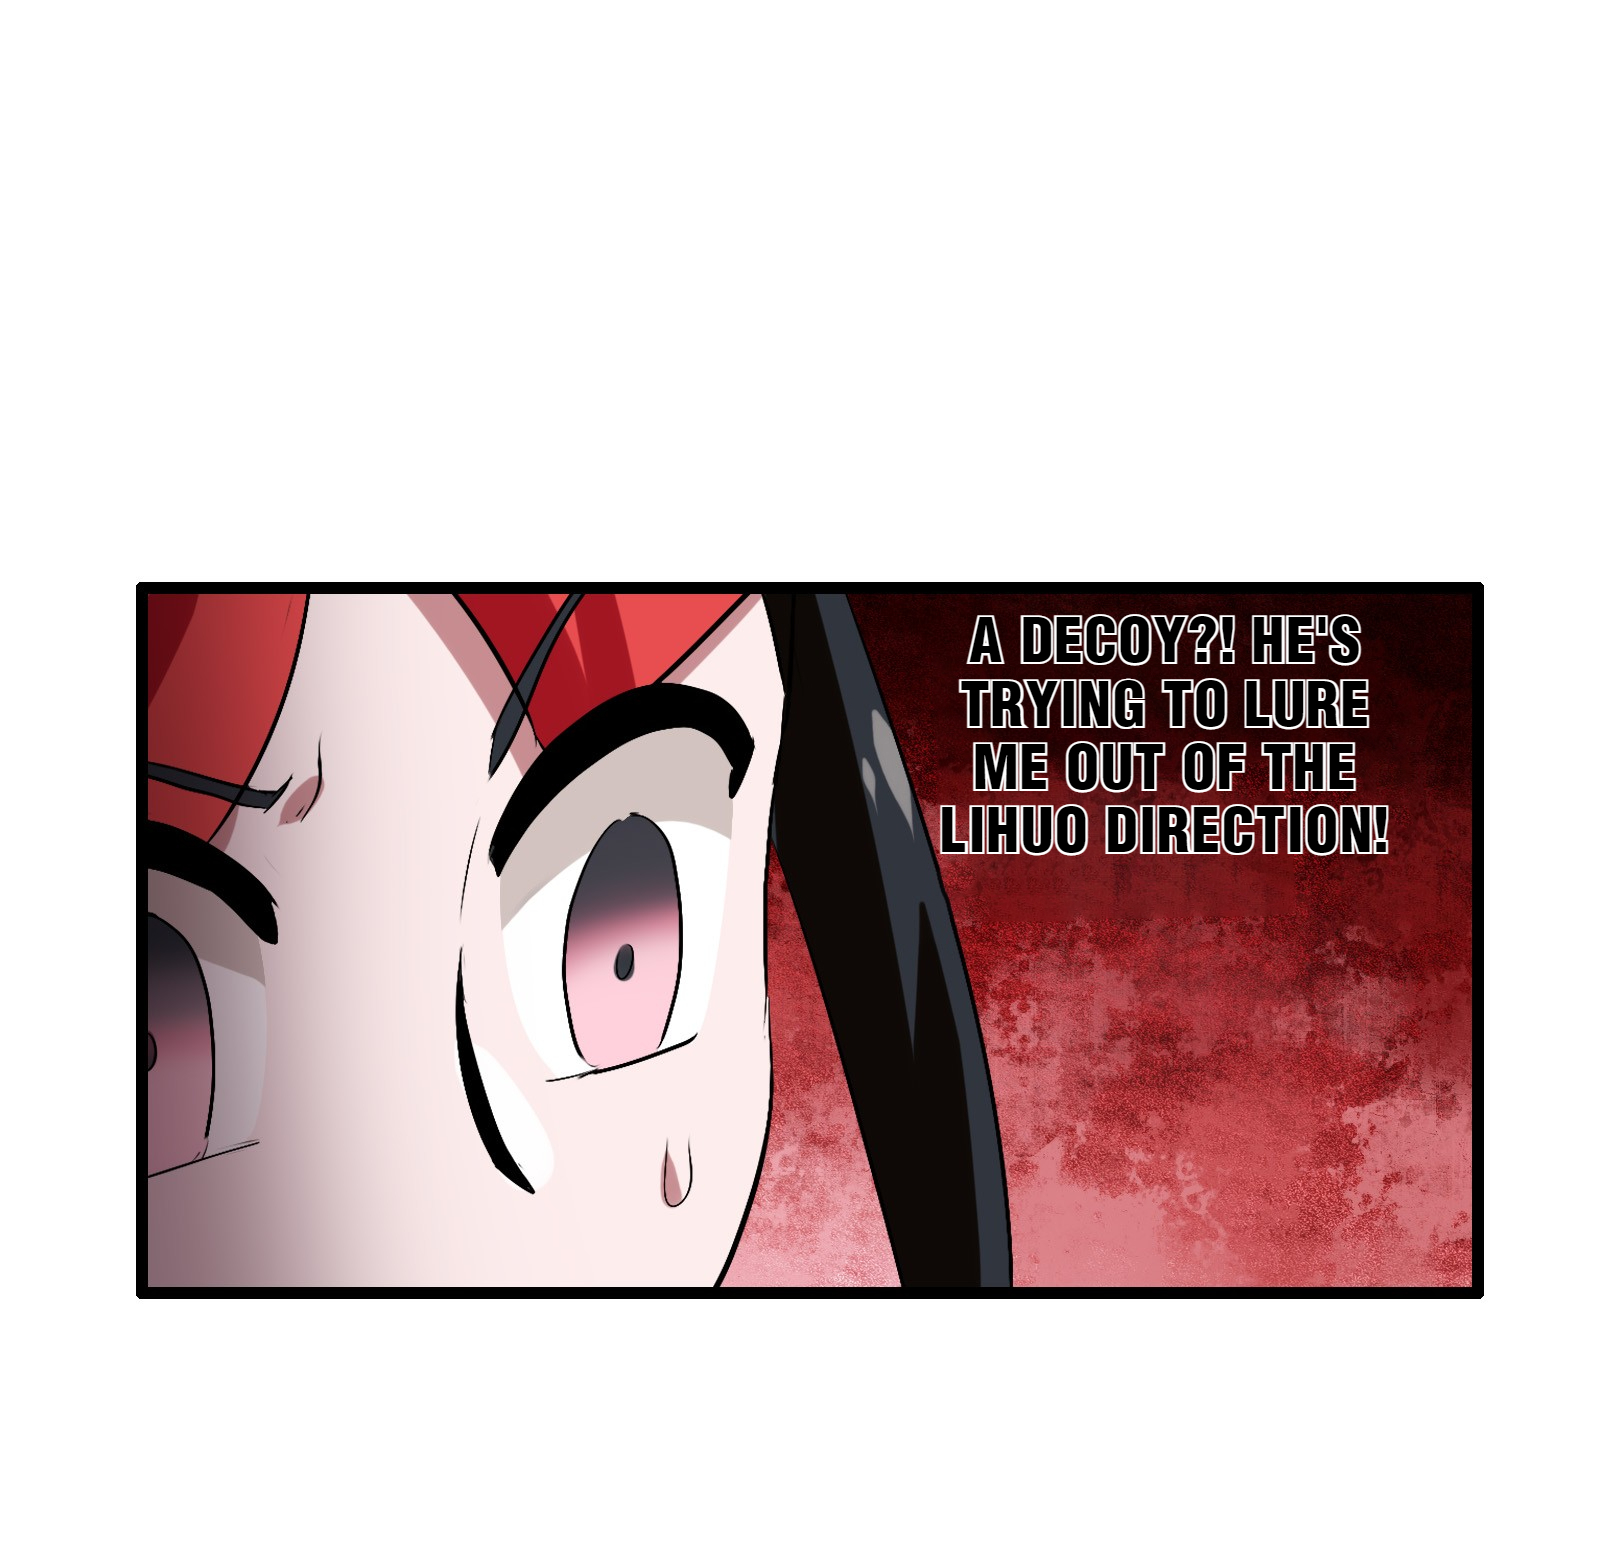 A DECOY?! HE'S
TRYING TO LURE
ME OUT OF THE
LIHUO DIRECTION!